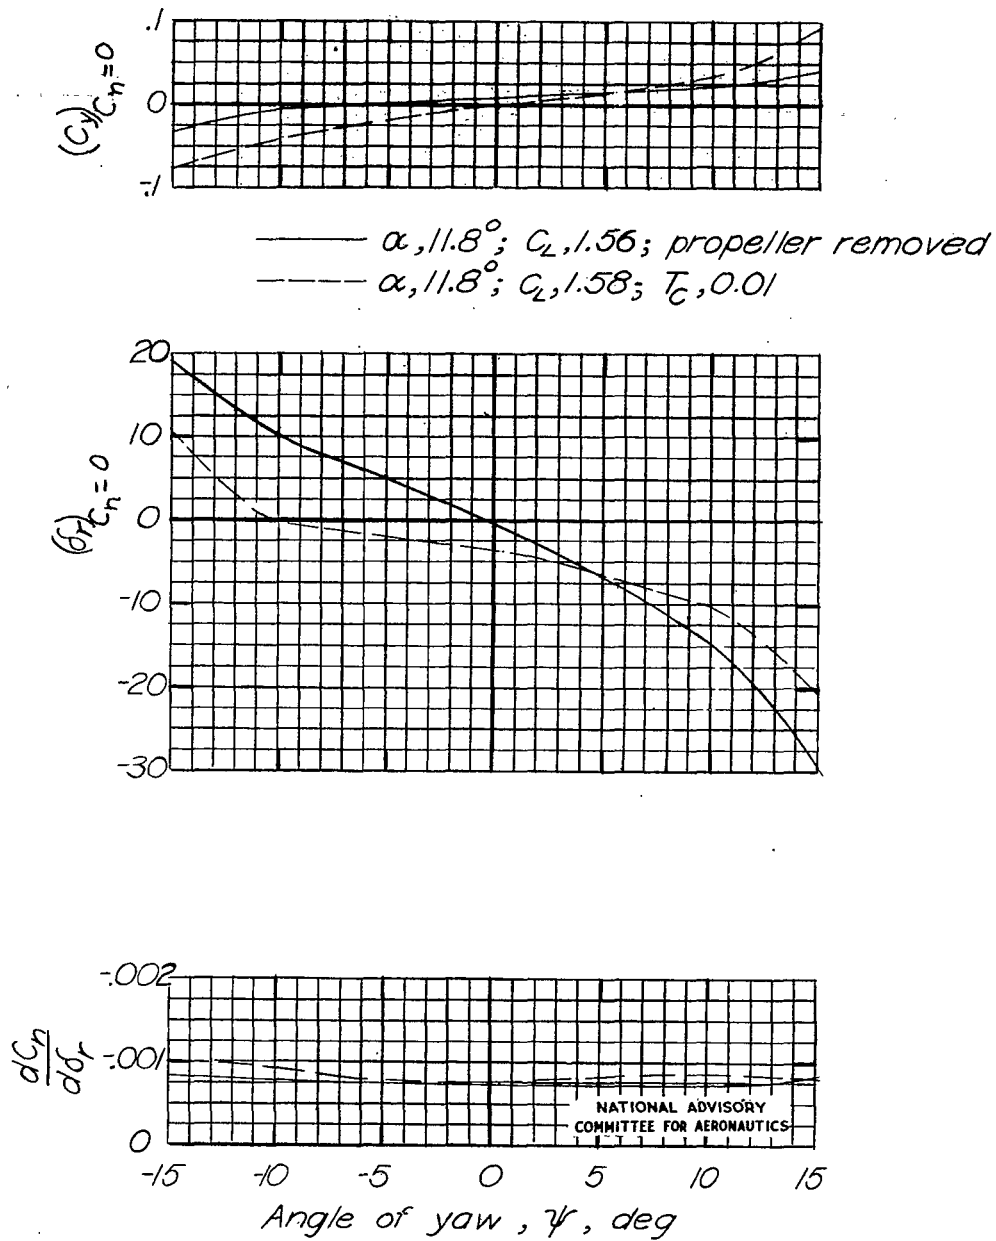 .1
0
-.1
(Cy)Cn=0
α, 11.8°; CL, 1.56; propeller removed
α, 11.8°; CL, 1.58; Tc, 0.01
20
10
0
-10
-20
-30
(δr)Cn=0
-.002
-.001
0
dCn
dδr
NATIONAL ADVISORY
COMMITTEE FOR AERONAUTICS
-15 -10 -5 0 5 10 15
Angle of yaw, ψ, deg